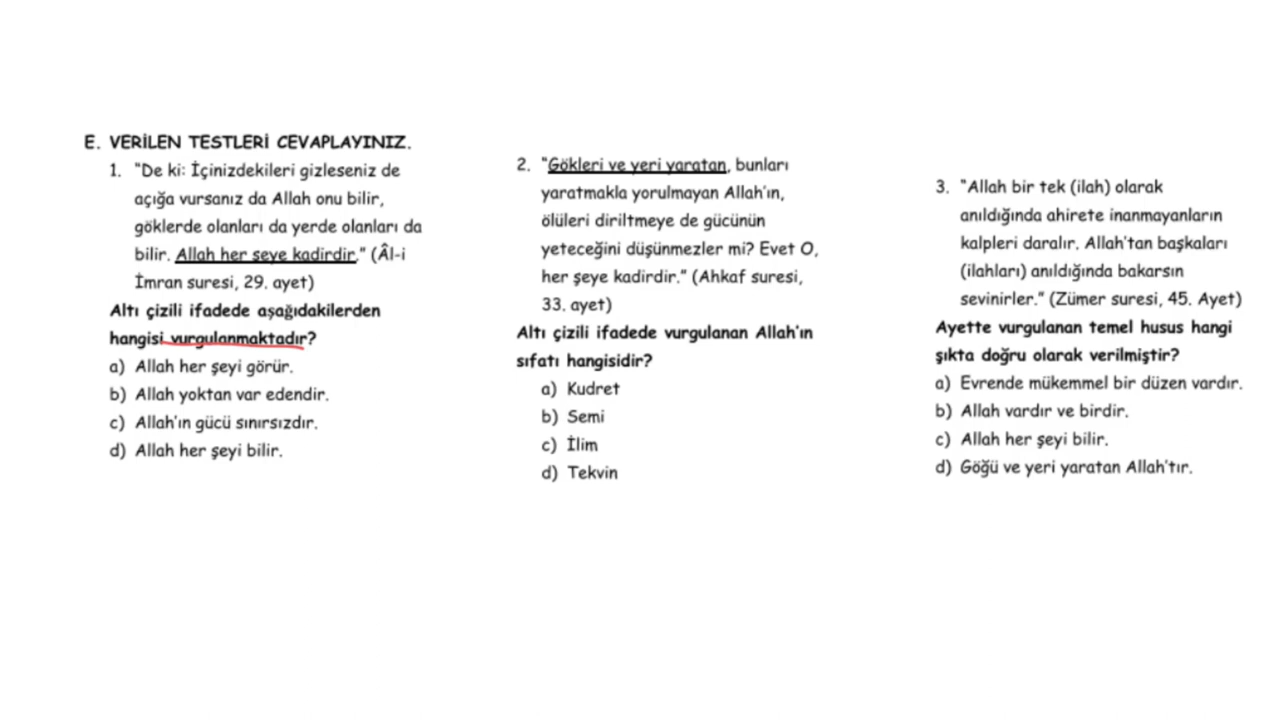 E. VERİLEN TESTLERİ CEVAPLAYINIZ.
1. "De ki: İçinizdekileri gizleseniz de
açığa vursanız da Allah onu bilir,
göklerde olanları da yerde olanları da
bilir. Allah her şeye kadirdir." (Âl-i
İmran suresi, 29. ayet)
Altı çizili ifadede aşağıdakilerden
hangisi vurgulanmaktadır?
a) Allah her şeyi görür.
b) Allah yoktan var edendir.
c) Allah'ın gücü sınırsızdır.
d) Allah her şeyi bilir.
2. "Gökleri ve yeri yaratan, bunları
yaratmakla yorulmayan Allah'ın,
ölüleri diriltmeye de gücünün
yeteceğini düşünmezler mi? Evet O,
her şeye kadirdir." (Ahkaf suresi,
33. ayet)
Altı çizili ifadede vurgulanan Allah'ın
sıfatı hangisidir?
a) Kudret
b) Semi
c) İlim
d) Tekvin
3. "Allah bir tek (ilah) olarak
anıldığında ahirete inanmayanların
kalpleri daralır. Allah'tan başkaları
(ilahları) anıldığında bakarsın
sevinirler." (Zümer suresi, 45. Ayet)
Ayette vurgulanan temel husus hangi
şıkta doğru olarak verilmiştir?
a) Evrende mükemmel bir düzen vardır.
b) Allah vardır ve birdir.
c) Allah her şeyi bilir.
d) Göğü ve yeri yaratan Allah'tır.